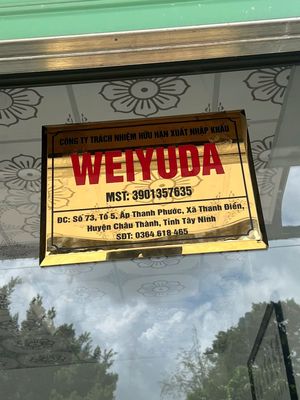 CÔNG TY TRÁCH NHIỆM HỮU HẠN XUẤT NHẬP KHẨU
WEIYUDA
MST: 3901357635
ĐC: Số 73, Tổ 5, Ấp Thanh Phước, Xã Thanh Điền,
Huyện Châu Thành, Tỉnh Tây Ninh
SĐT: 0364 618 465